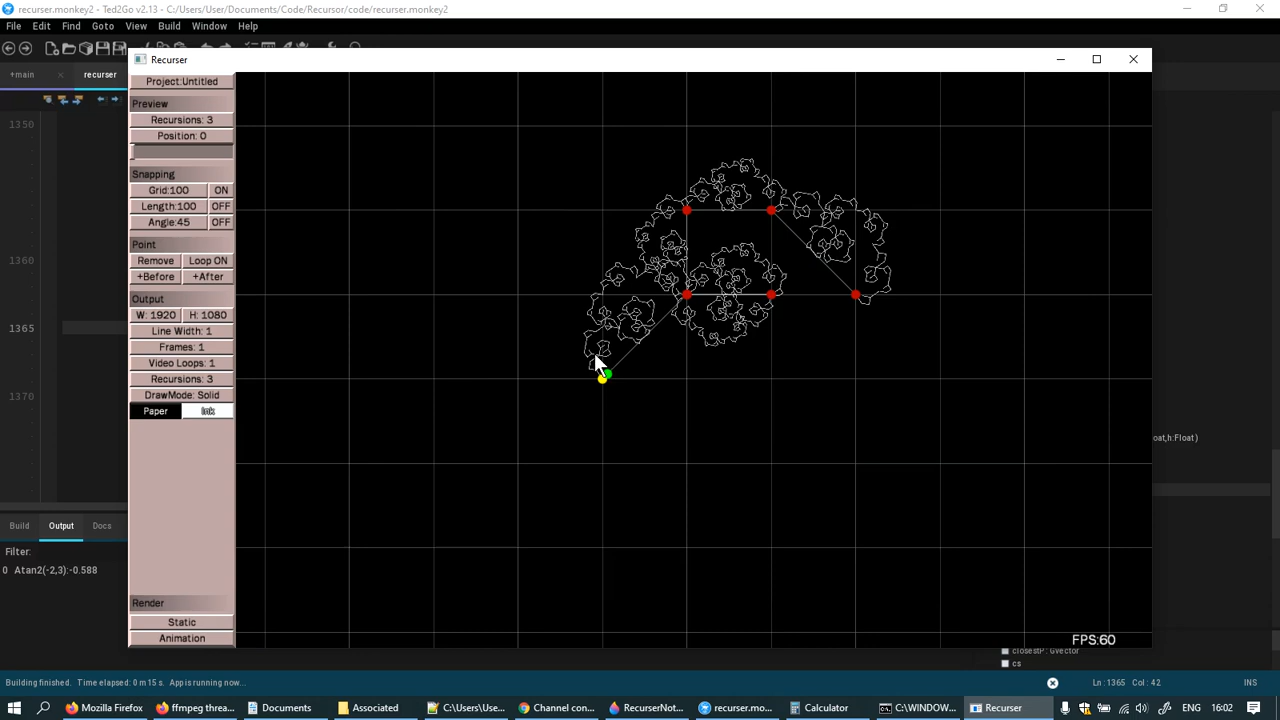 recurser.monkey2 - Ted2Go v2.13 - C:/Users/User/Documents/Code/Recursor/code/recurser.monkey2
File Edit Find Goto View Build Window Help
Recurser
+main recurser
Project:Untitled
Preview
Recursions: 3
Position: 0
Snapping
Grid:100 ON
Length:100 OFF
Angle:45 OFF
Point
Remove Loop ON
+Before +After
Output
W: 1920 H: 1080
Line Width: 1
Frames: 1
Video Loops: 1
Recursions: 3
DrawMode: Solid
Paper Ink
Render
Static
Animation
FPS:60
1350
1360
1365
1370
oat,h:Float)
Build Output Docs
Filter:
0 Atan2(-2,3):-0.588
closestP: Gvector
cs
Building finished. Time elapsed: 0 m 15 s. App is running now... Ln : 1365 Col : 42 INS
Mozilla Firefox ffmpeg threa... Documents Associated C:\Users\Use... Channel con... RecurserNot... recurser.mo... Calculator C:\WINDOW... Recurser ENG 16:02